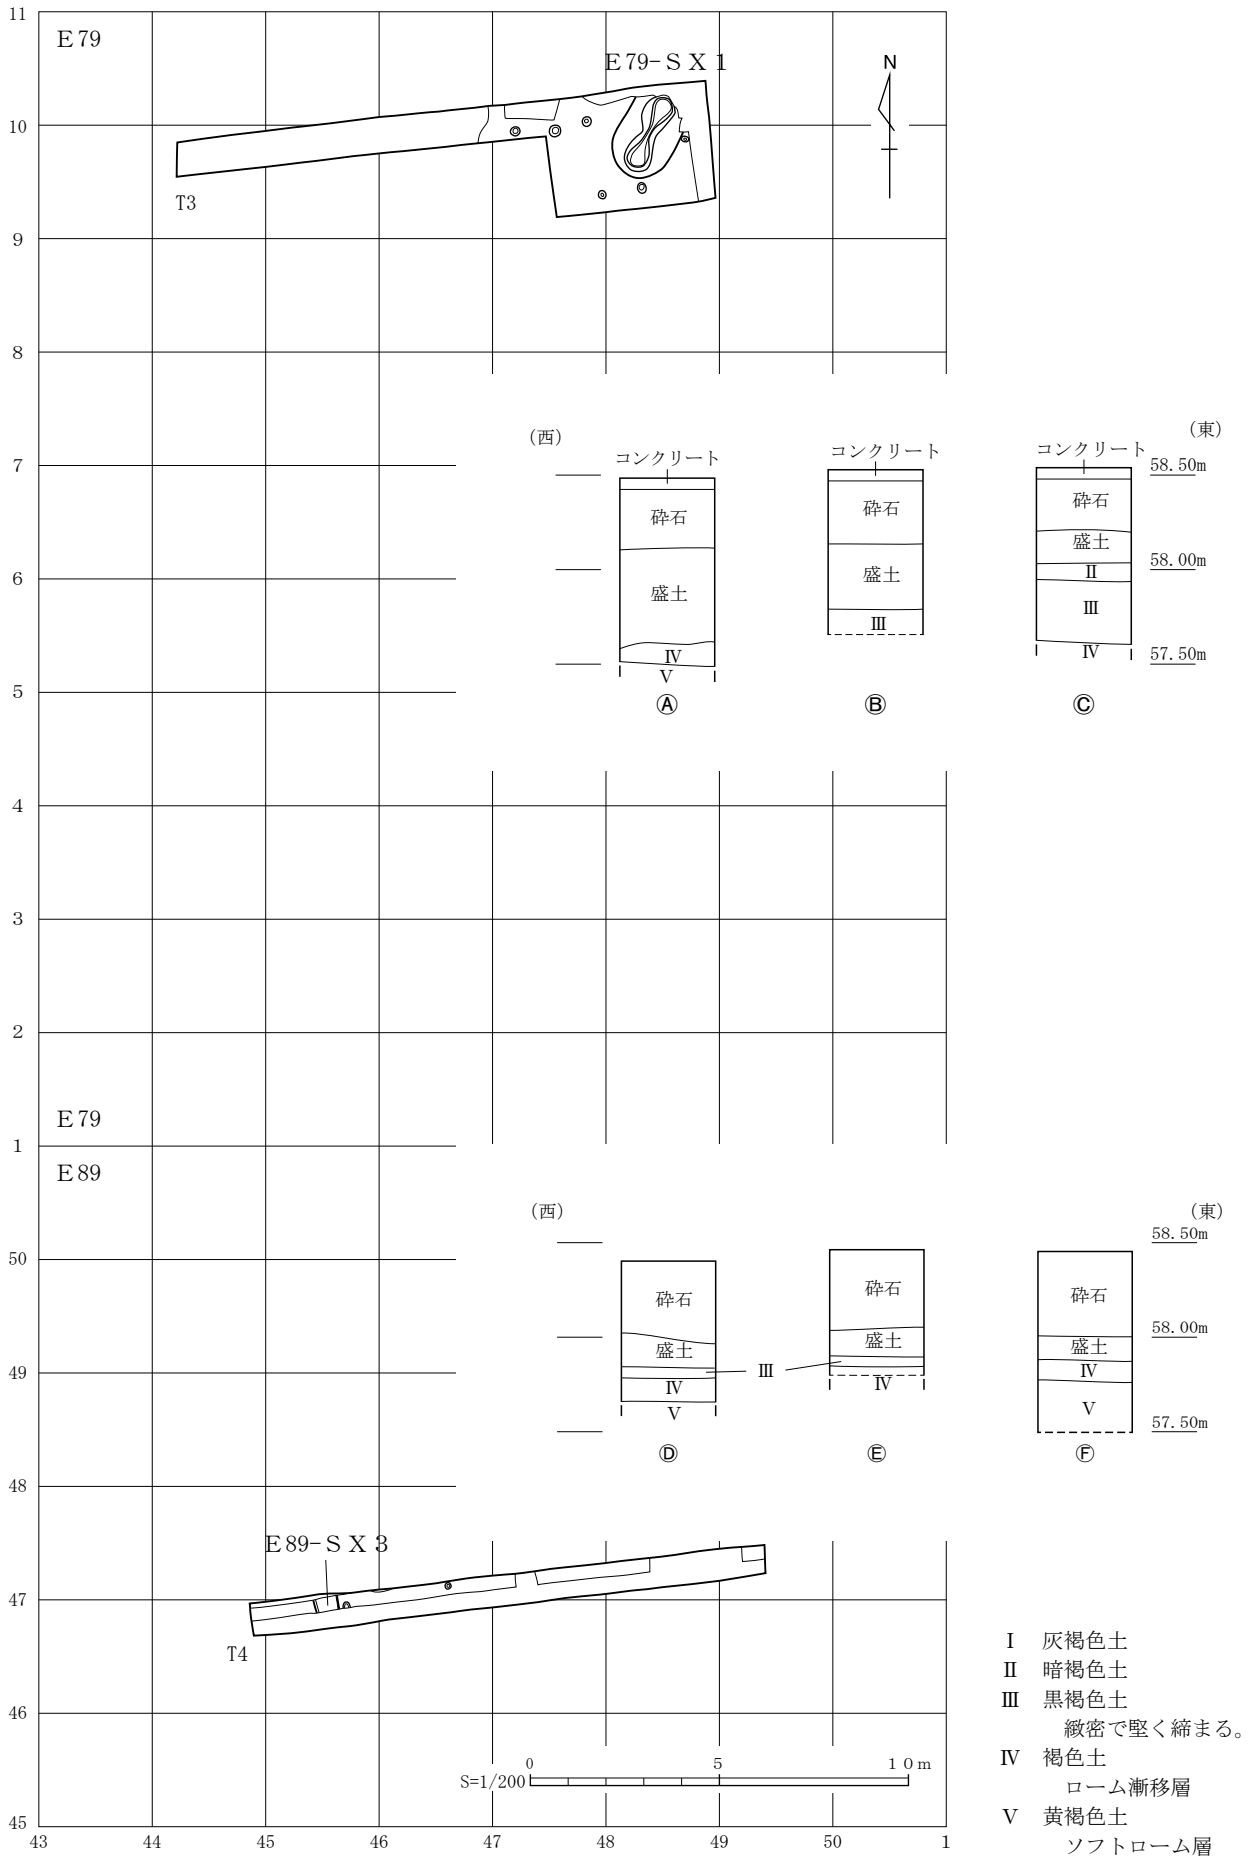 11
E79
E79-SX1
N
10
T3
9
8
(西)
(東)
7
コンクリート
コンクリート
コンクリート
58.50m
砕石
砕石
砕石
盛土
6
盛土
盛土
Ⅱ
58.00m
Ⅲ
Ⅲ
Ⅳ
Ⅳ
57.50m
Ⅴ
5
Ⓐ
Ⓑ
Ⓒ
4
3
2
E79
1
E89
(西)
(東)
58.50m
50
砕石
砕石
砕石
58.00m
盛土
盛土
盛土
49
Ⅲ
Ⅳ
Ⅳ
Ⅳ
Ⅴ
Ⅴ
57.50m
Ⓓ
Ⓔ
Ⓕ
48
E89-SX3
47
T4
Ⅰ 灰褐色土
Ⅱ 暗褐色土
Ⅲ 黒褐色土
緻密で堅く締まる。
Ⅳ 褐色土
ローム漸移層
Ⅴ 黄褐色土
ソフトローム層
46
0 5 10m
S=1/200
45
43 44 45 46 47 48 49 50 1